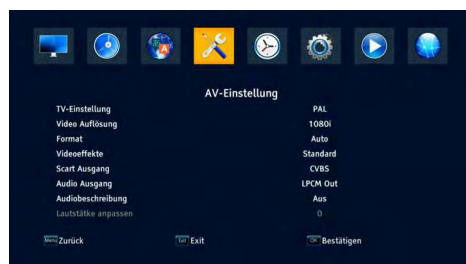 A
AV-Einstellung
TV-Einstellung PAL
Video Auflösung 1080i
Format Auto
Videoeffekte Standard
Scart Ausgang CVBS
Audio Ausgang LPCM Out
Audiobeschreibung Aus
Lautstätke anpassen 0
Menu Zurück Exit Exit OK Bestätigen